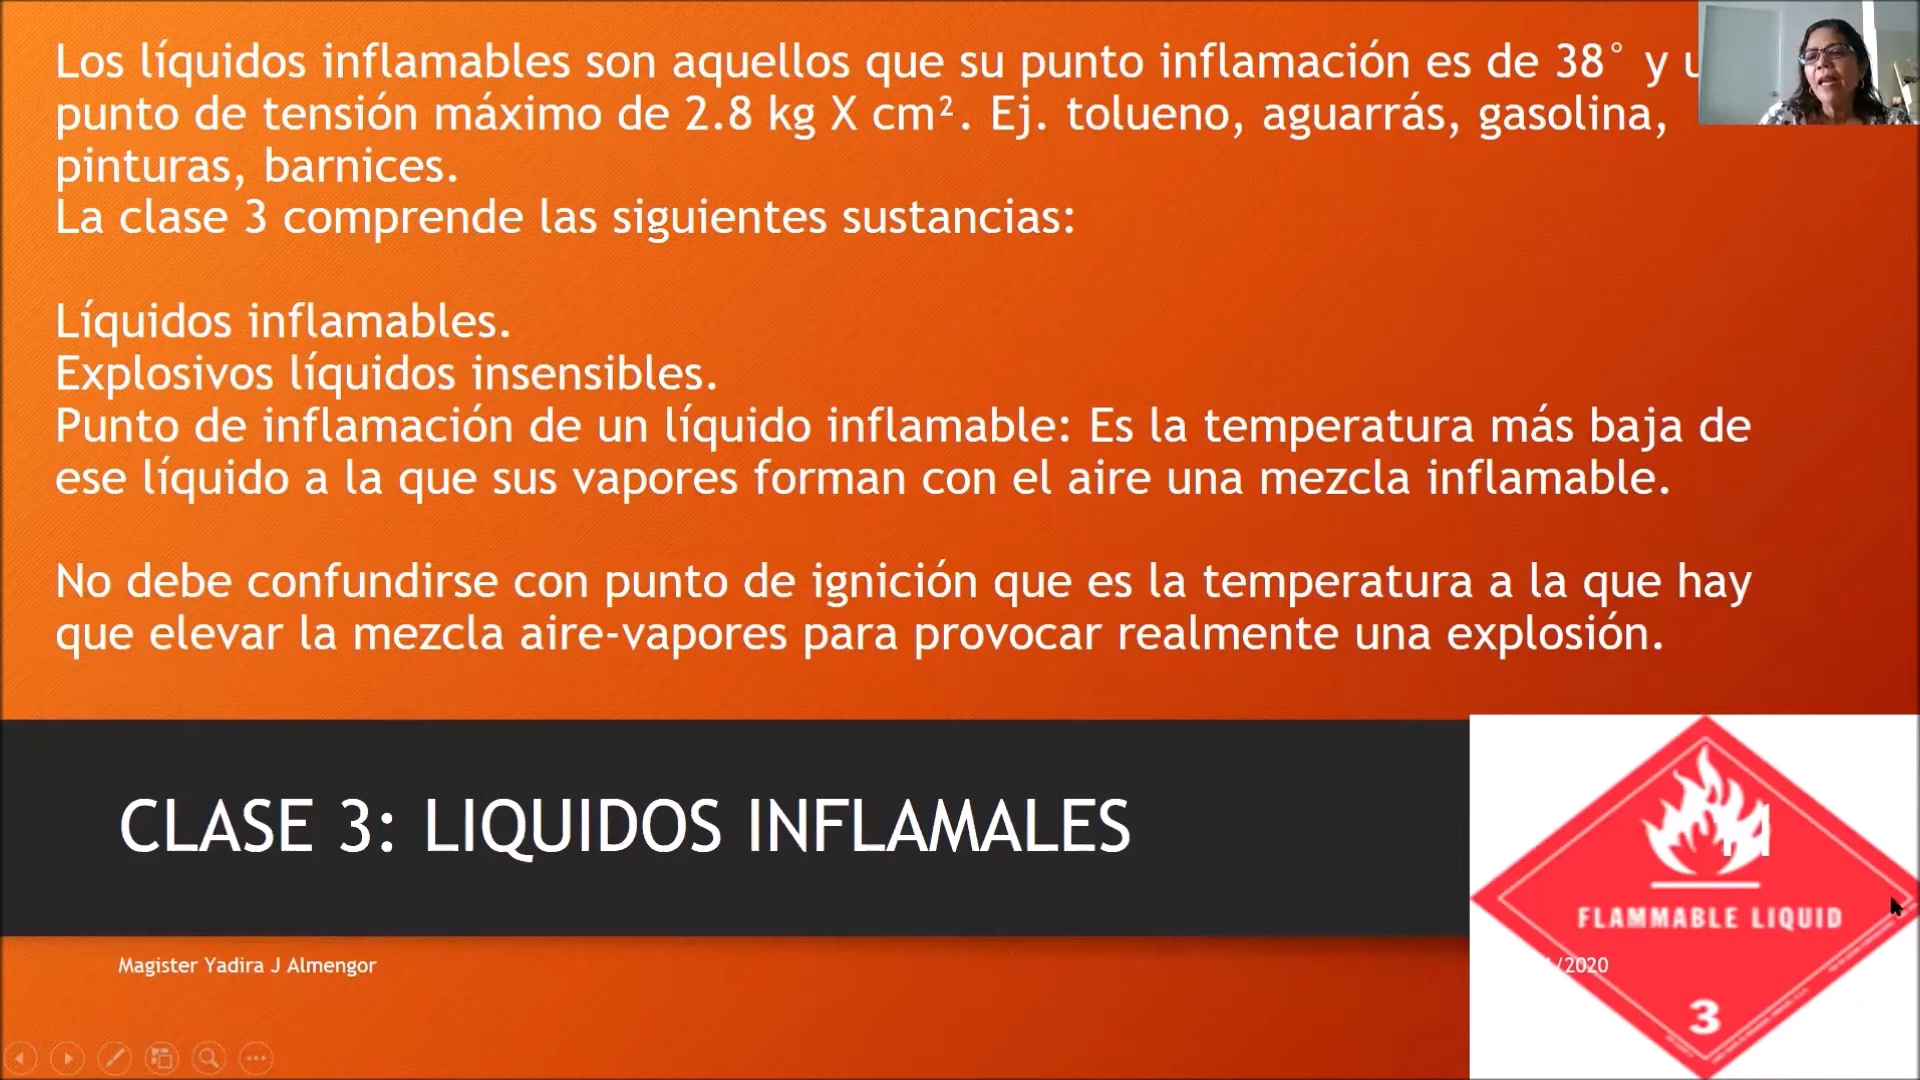 Los líquidos inflamables son aquellos que su punto inflamación es de 38° y
punto de tensión máximo de 2.8 kg X cm². Ej. tolueno, aguarrás, gasolina,
pinturas, barnices.
La clase 3 comprende las siguientes sustancias:
Líquidos inflamables.
Explosivos líquidos insensibles.
Punto de inflamación de un líquido inflamable: Es la temperatura más baja de
ese líquido a la que sus vapores forman con el aire una mezcla inflamable.
No debe confundirse con punto de ignición que es la temperatura a la que hay
que elevar la mezcla aire-vapores para provocar realmente una explosión.
CLASE 3: LIQUIDOS INFLAMALES
FLAMMABLE LIQUID
3
Magister Yadira J Almengor
/2020